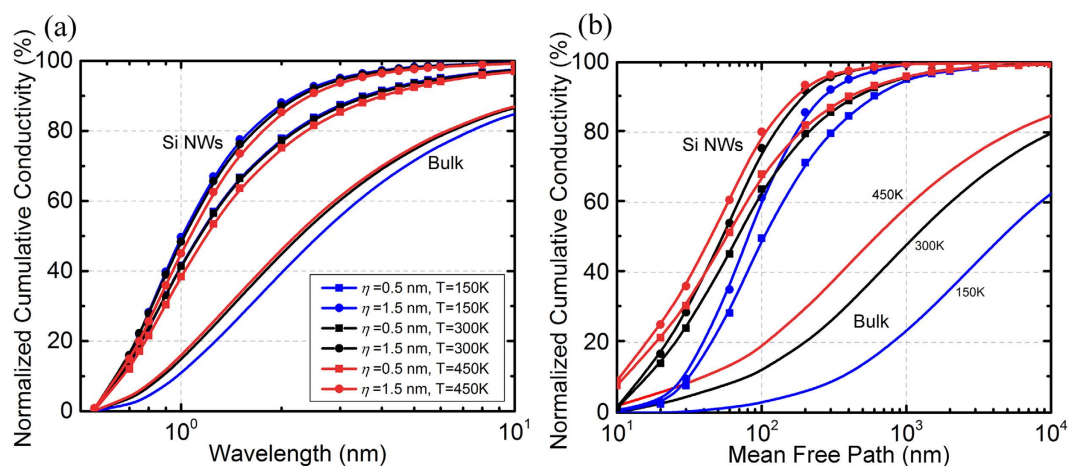 (a)
Normalized Cumulative Conductivity (%)
100
80
60
40
20
0
Si NWs
Bulk
η=0.5 nm, T=150K
η=1.5 nm, T=150K
η=0.5 nm, T=300K
η=1.5 nm, T=300K
η=0.5 nm, T=450K
η=1.5 nm, T=450K
10⁰
10¹
Wavelength (nm)
(b)
Normalized Cumulative Conductivity (%)
100
80
60
40
20
0
Si NWs
450K
300K
150K
Bulk
10¹
10²
10³
10⁴
Mean Free Path (nm)